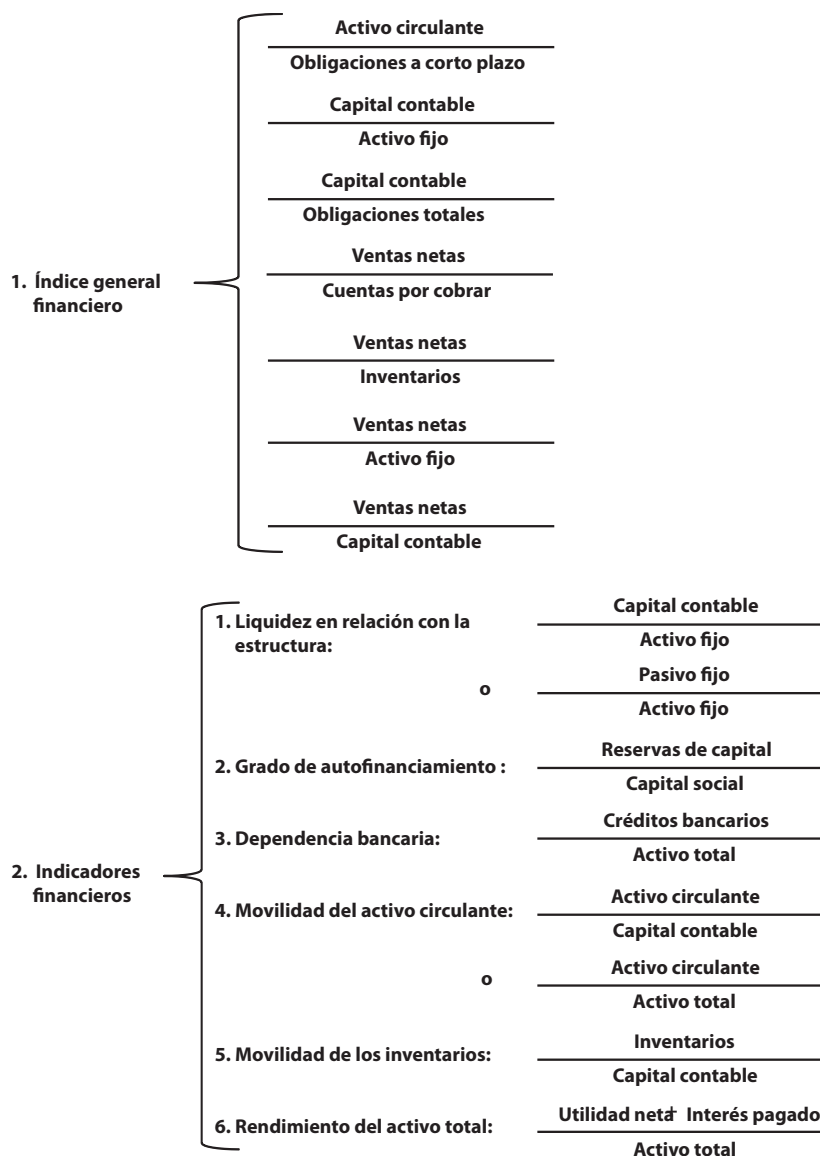 Activo circulante
Obligaciones a corto plazo
Capital contable
Activo fijo
Capital contable
Obligaciones totales
Ventas netas
1. Índice general
financiero
Cuentas por cobrar
Ventas netas
Inventarios
Ventas netas
Activo fijo
Ventas netas
Capital contable
2. Indicadores
financieros
1. Liquidez en relación con la
estructura:
Capital contable
Activo fijo
o
Pasivo fijo
Activo fijo
2. Grado de autofinanciamiento :
Reservas de capital
Capital social
3. Dependencia bancaria:
Créditos bancarios
Activo total
4. Movilidad del activo circulante:
Activo circulante
Capital contable
o
Activo circulante
Activo total
5. Movilidad de los inventarios:
Inventarios
Capital contable
6. Rendimiento del activo total:
Utilidad neta+ Interés pagado
Activo total